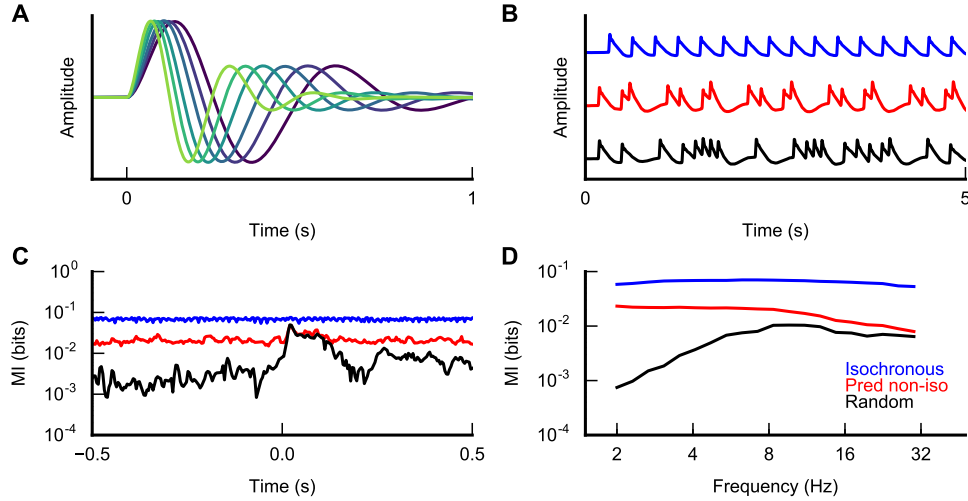 A
Amplitude
0
1
Time (s)
B
Amplitude
0
5
Time (s)
C
10^0
10^-1
10^-2
10^-3
10^-4
MI (bits)
−0.5
0.0
0.5
Time (s)
D
10^-1
10^-2
10^-3
10^-4
MI (bits)
Isochronous
Pred non-iso
Random
2
4
8
16
32
Frequency (Hz)